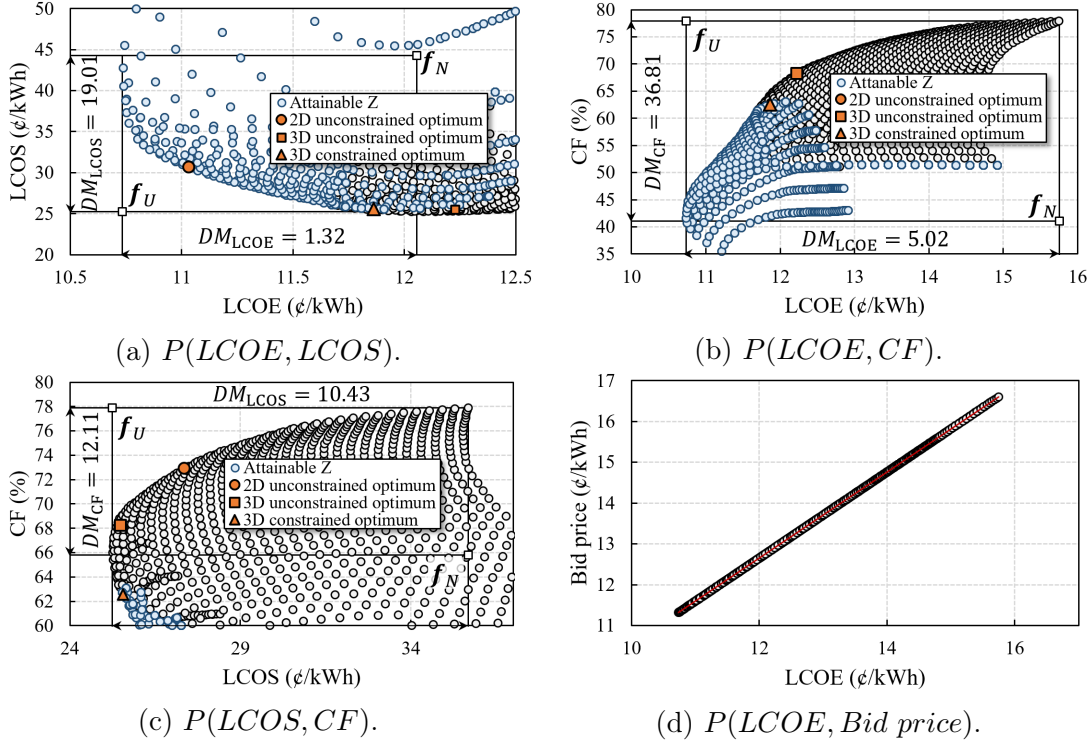 50
45
40
35
30
25
20
LCOS (¢/kWh)
DM_LCOS = 19.01
f_N
Attainable Z
2D unconstrained optimum
3D unconstrained optimum
3D constrained optimum
f_U
DM_LCOE = 1.32
10.5 11 11.5 12 12.5
LCOE (¢/kWh)
(a) P(LCOE, LCOS).
80
75
70
65
60
55
50
45
40
35
CF (%)
DM_CF = 36.81
f_U
Attanable Z
2D unconstrained optimum
3D unconstrained optimum
3D constrained optimum
f_N
DM_LCOE = 5.02
10 11 12 13 14 15 16
LCOE (¢/kWh)
(b) P(LCOE, CF).
80
78
76
74
72
70
68
66
64
62
60
CF (%)
DM_LCOS = 10.43
DM_CF = 12.11
f_U
Attainable Z
2D unconstrained optimum
3D unconstrained optimum
3D constrained optimum
f_N
24 29 34
LCOS (¢/kWh)
(c) P(LCOS, CF).
17
16
15
14
13
12
11
Bid price (¢/kWh)
10 12 14 16
LCOE (¢/kWh)
(d) P(LCOE, Bid price).